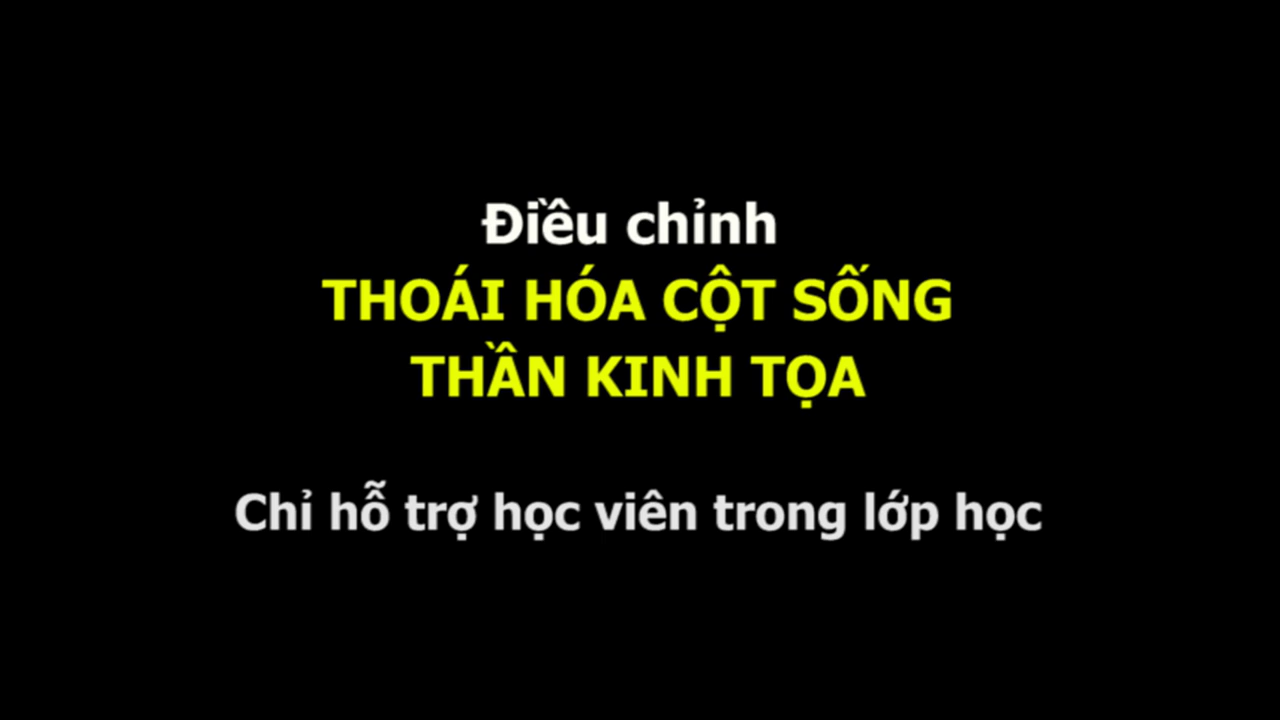 Điều chỉnh
THOÁI HÓA CỘT SỐNG
THẦN KINH TỌA
Chỉ hỗ trợ học viên trong lớp học